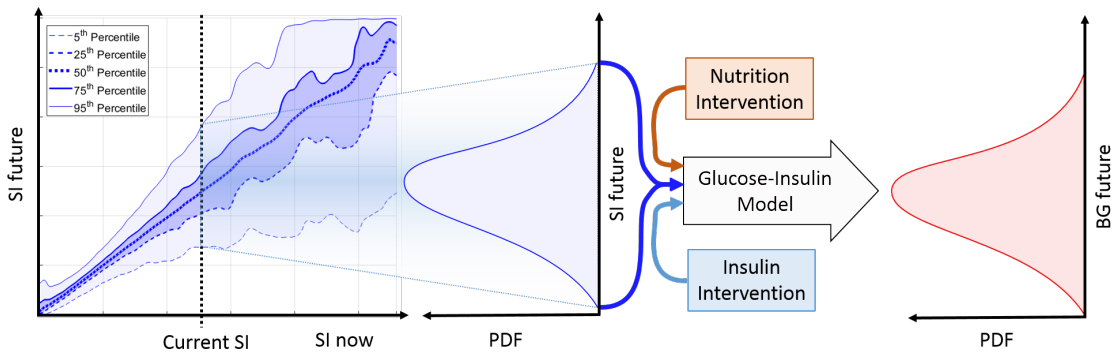 5th Percentile
25th Percentile
50th Percentile
75th Percentile
95th Percentile
SI future
Current SI
SI now
PDF
SI future
Nutrition
Intervention
Glucose-Insulin
Model
Insulin
Intervention
PDF
BG future